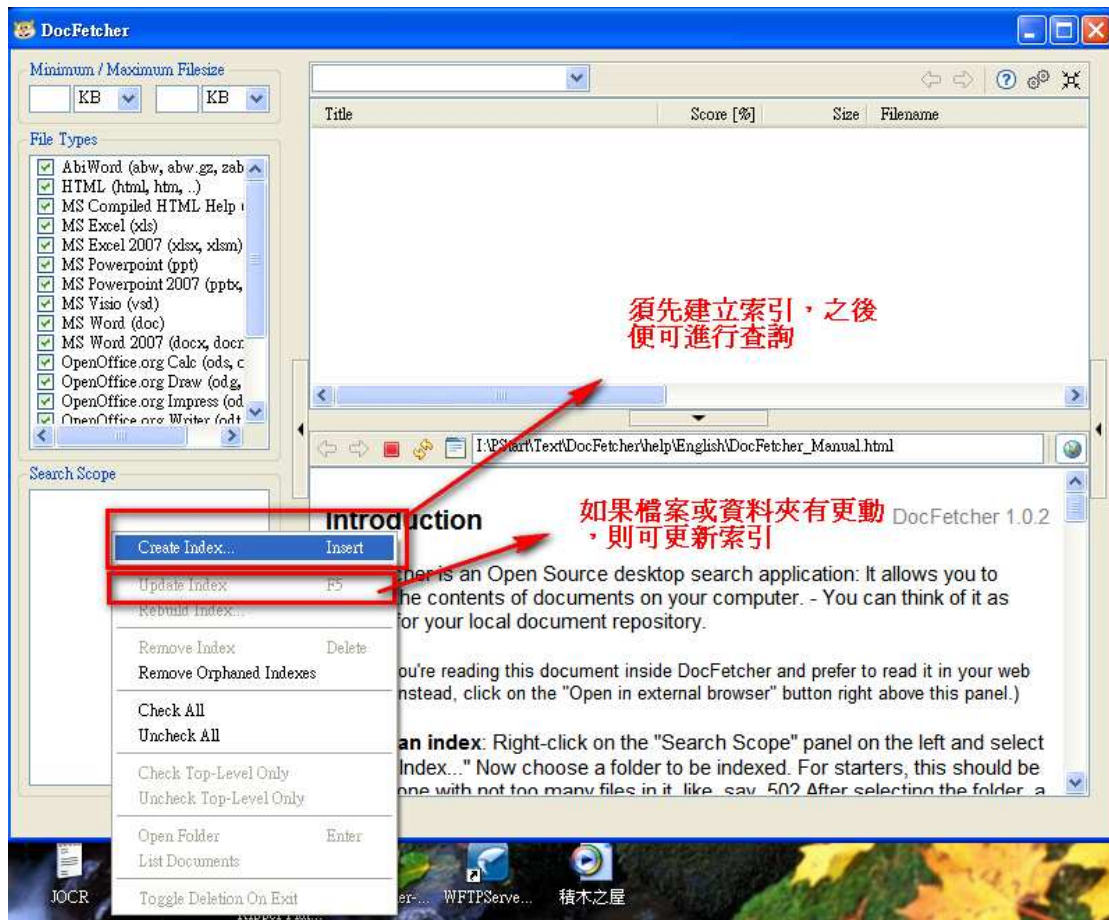 DocFetcher
Minimum / Maximum Filesize
KB KB
File Types
AbiWord (abw, abw.gz, zab
HTML (html, htm, ..)
MS Compiled HTML Help
MS Excel (xls)
MS Excel 2007 (xlsx, xlsm)
MS Powerpoint (ppt)
MS Powerpoint 2007 (pptx,
MS Visio (vsd)
MS Word (doc)
MS Word 2007 (docx, docm
OpenOffice.org Calc (ods, o
OpenOffice.org Draw (odg,
OpenOffice.org Impress (od
OpenOffice.org Writer (odt
Search Scope
Title Score [%] Size Filename
須先建立索引，之後
便可進行查詢
I:\PStart\Text\DocFetcher\help\English\DocFetcher_Manual.html
如果檔案或資料夾有更動
，則可更新索引
Introduction DocFetcher 1.0.2
cher is an Open Source desktop search application: It allows you to
he contents of documents on your computer. - You can think of it as
for your local document repository.
ou're reading this document inside DocFetcher and prefer to read it in your web
nstead, click on the "Open in external browser" button right above this panel.)
an index: Right-click on the "Search Scope" panel on the left and select
Index..." Now choose a folder to be indexed. For starters, this should be
one with not too many files in it, like, say, 50? After selecting the folder, a
Create Index... Insert
Update Index F5
Rebuild Index...
Remove Index Delete
Remove Orphaned Indexes
Check All
Uncheck All
Check Top-Level Only
Uncheck Top-Level Only
Open Folder Enter
List Documents
Toggle Deletion On Exit
JOCR
er-...
WFTPServe...
積木之屋